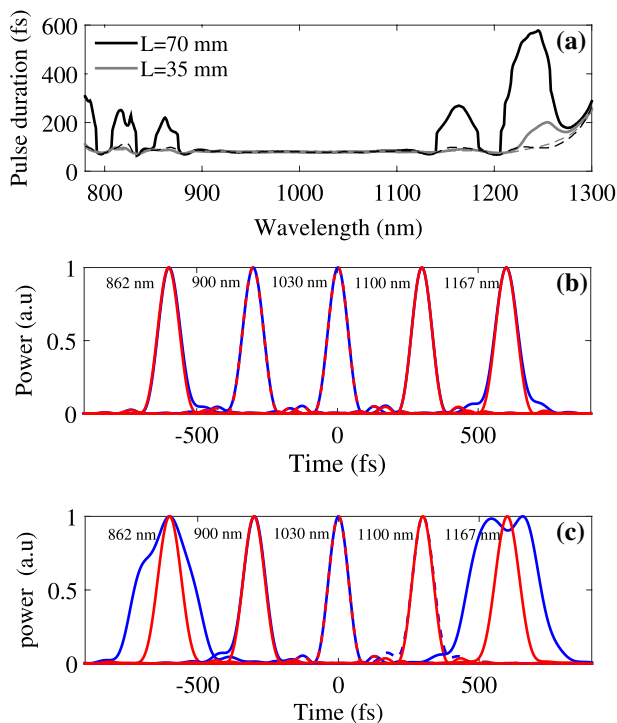 600
400
200
0
Pulse duration (fs)
L=70 mm
L=35 mm
(a)
800
900
1000
1100
1200
1300
Wavelength (nm)
1
0.5
0
Power (a.u)
862 nm
900 nm
1030 nm
1100 nm
1167 nm
(b)
-500
0
500
Time (fs)
1
0.5
0
power (a.u)
862 nm
900 nm
1030 nm
1100 nm
1167 nm
(c)
-500
0
500
Time (fs)